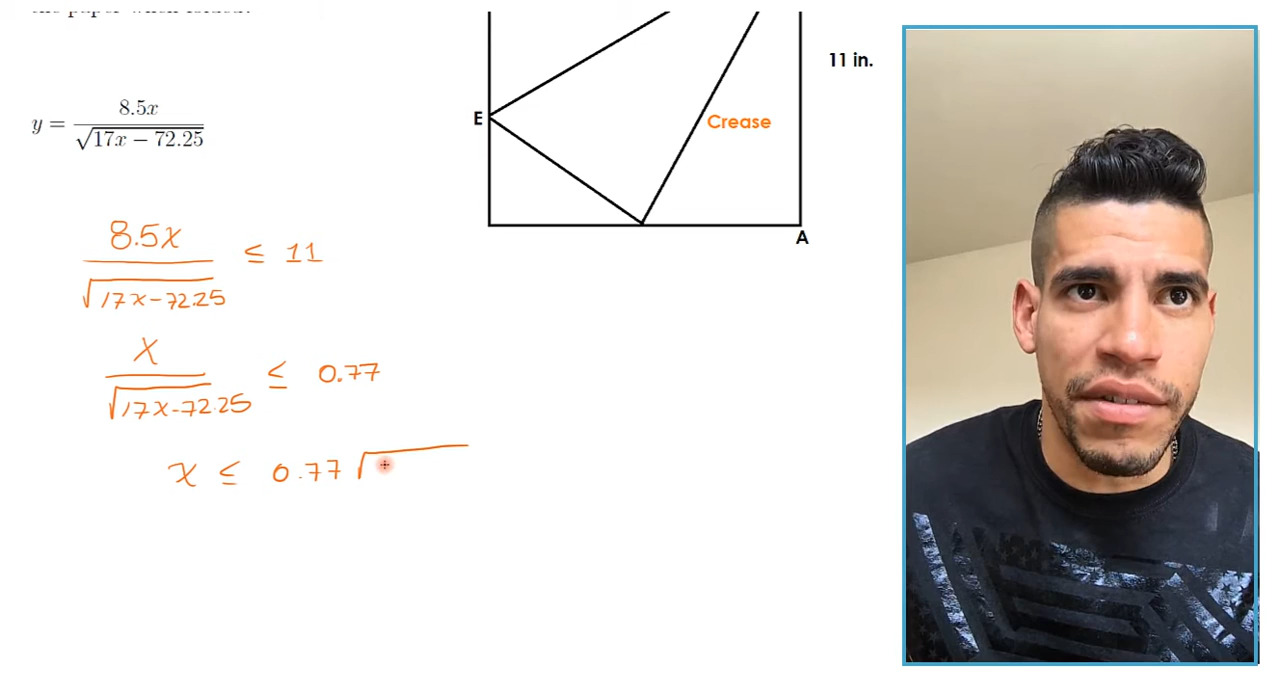 y = 8.5x / √(17x − 72.25)
11 in.
E
Crease
A
8.5x / √(17x-72.25) ≤ 11
x / √(17x-72.25) ≤ 0.77
x ≤ 0.77 √